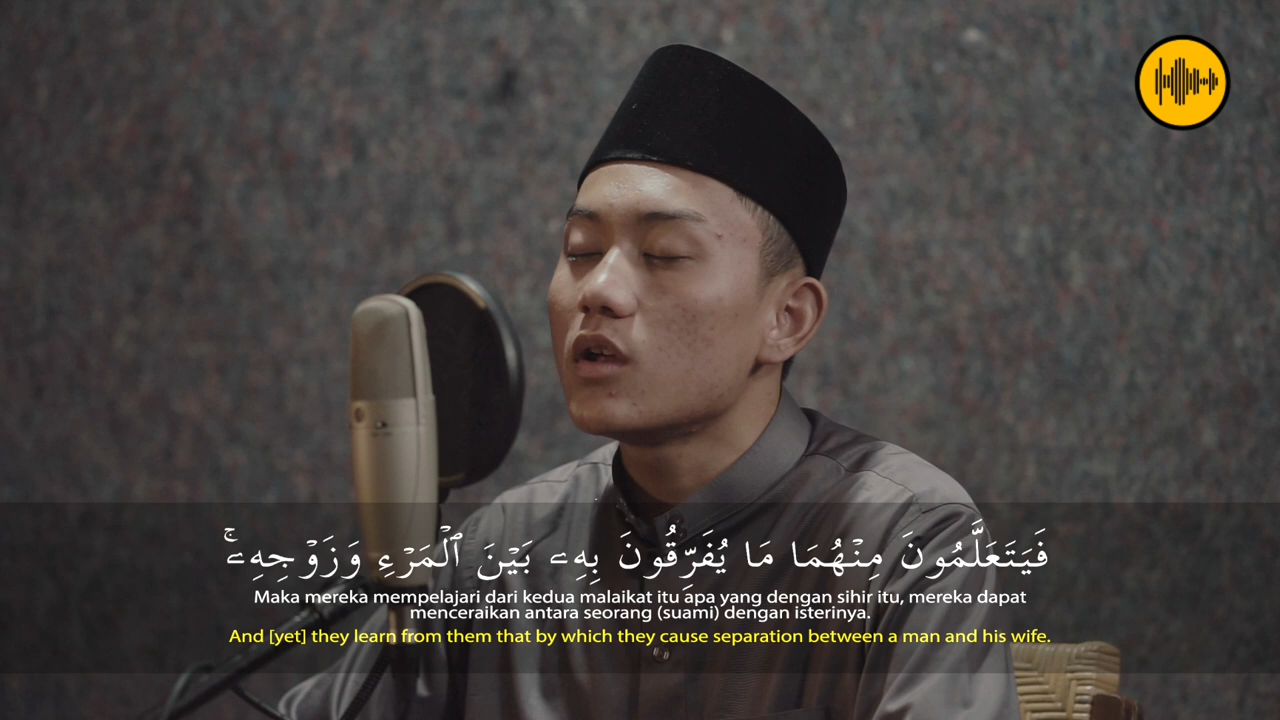 فَيَتَعَلَّمُونَ مِنْهُمَا مَا يُفَرِّقُونَ بِهِۦ بَيْنَ ٱلْمَرْءِ وَزَوْجِهِۦۚ
Maka mereka mempelajari dari kedua malaikat itu apa yang dengan sihir itu, mereka dapat
menceraikan antara seorang (suami) dengan isterinya.
And [yet] they learn from them that by which they cause separation between a man and his wife.